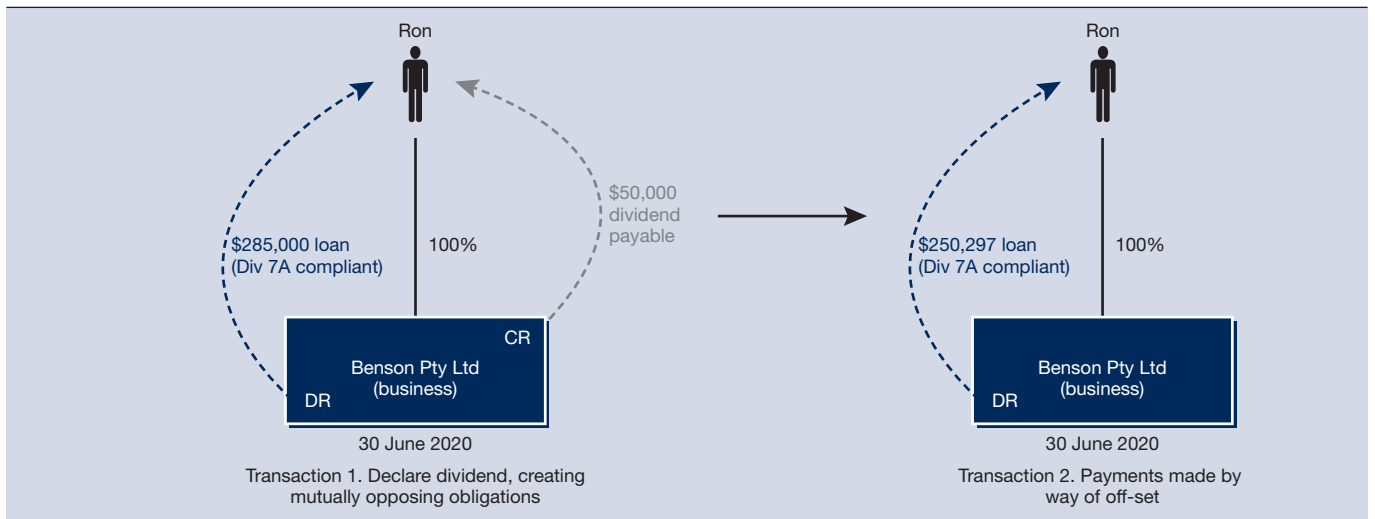 Ron
$285,000 loan
(Div 7A compliant)
100%
$50,000
dividend
payable
CR
Benson Pty Ltd
(business)
DR
30 June 2020
Transaction 1. Declare dividend, creating
mutually opposing obligations
Ron
$250,297 loan
(Div 7A compliant)
100%
Benson Pty Ltd
(business)
DR
30 June 2020
Transaction 2. Payments made by
way of off-set